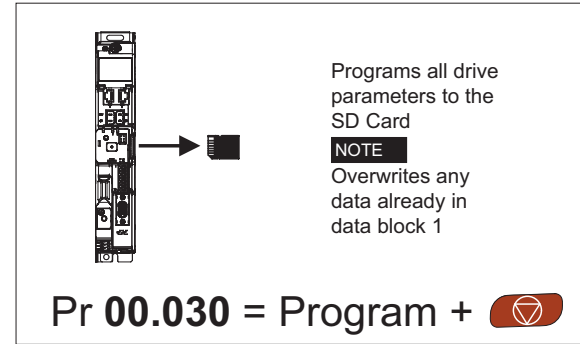 Programs all drive
parameters to the
SD Card
NOTE
Overwrites any
data already in
data block 1
Pr 00.030 = Program +